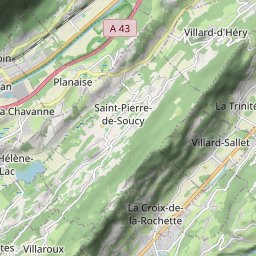 A 43
Villard-d'Héry
Planaise
La Trinité
Saint-Pierre-
de-Soucy
Chavanne
Villard-Sallet
Hélène-
Lac
La Croix-de-
la-Rochette
Villaroux